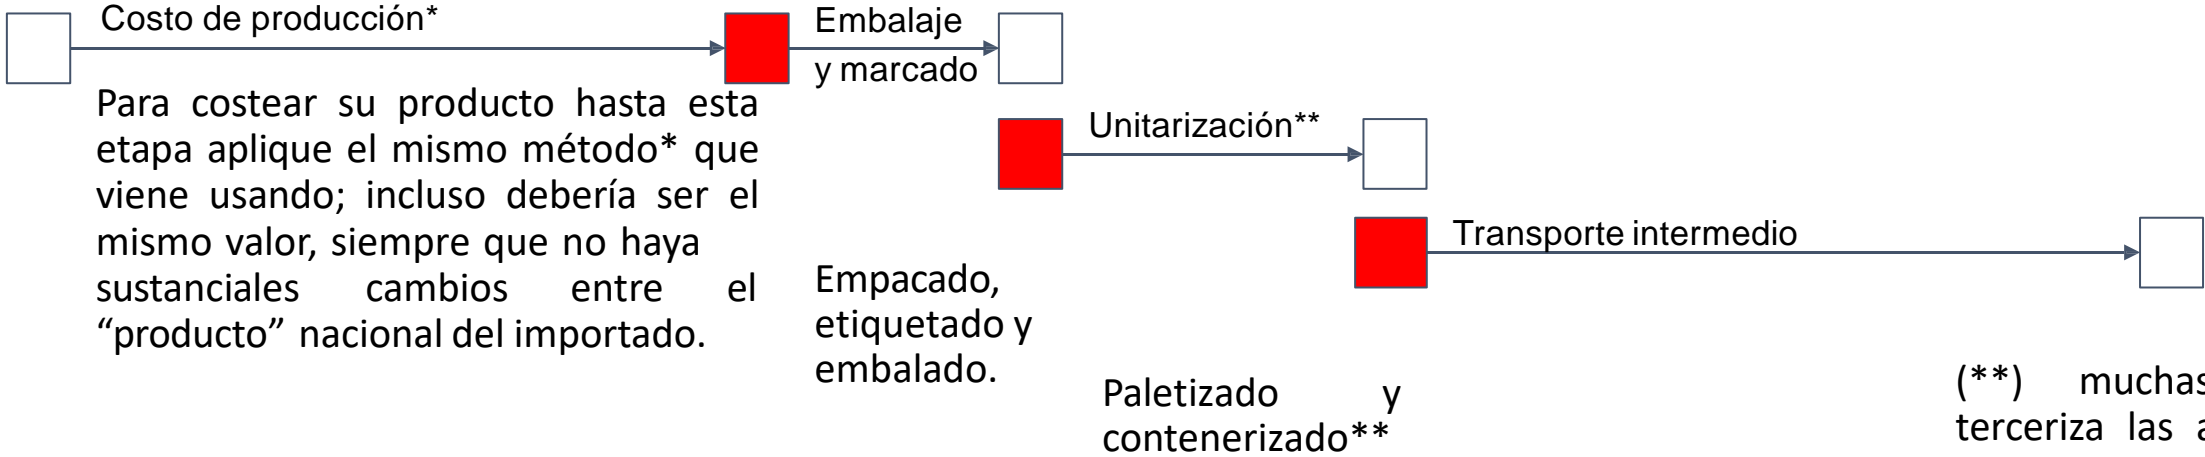 Costo de producción*
Para costear su producto hasta esta
etapa aplique el mismo método* que
viene usando; incluso debería ser el
mismo valor, siempre que no haya
sustanciales cambios entre el
“producto” nacional del importado.
Embalaje
y marcado
Empacado,
etiquetado y
embalado.
Unitarización**
Paletizado y
contenerizado**
Transporte intermedio
(**) muchas
terceriza las a